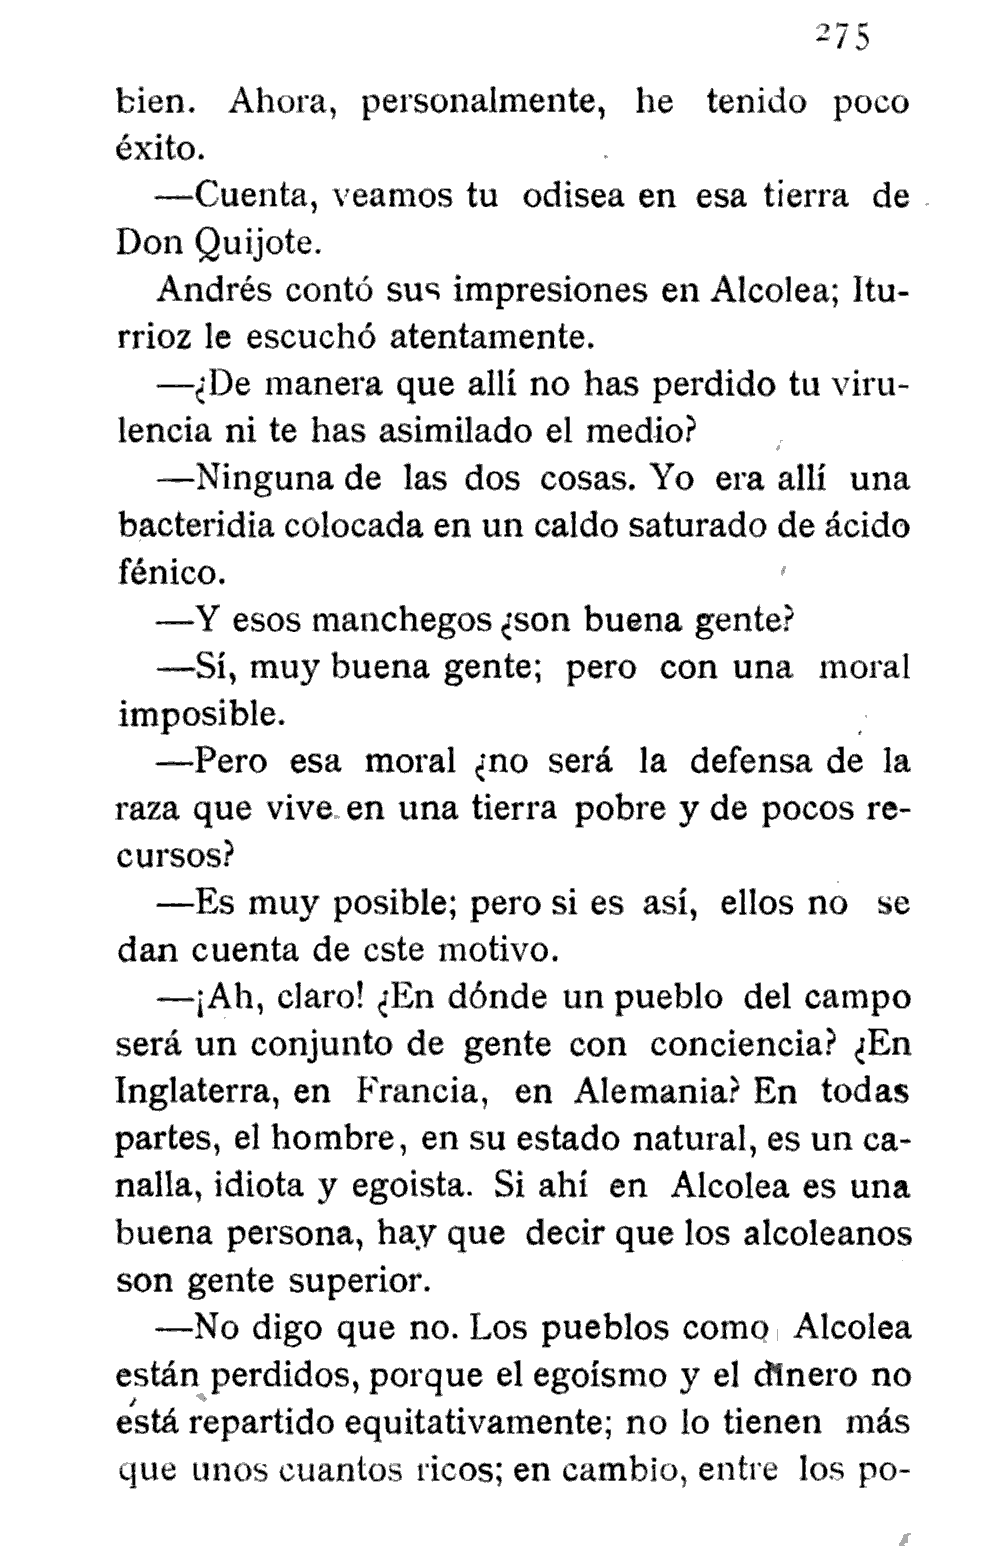 275
bien. Ahora, personalmente, he tenido poco
éxito.
—Cuenta, veamos tu odisea en esa tierra de
Don Quijote.
Andrés contó sus impresiones en Alcolea; Itu-
rrioz le escuchó atentamente.
—¿De manera que allí no has perdido tu viru-
lencia ni te has asimilado el medio?
—Ninguna de las dos cosas. Yo era allí una
bacteridia colocada en un caldo saturado de ácido
fénico.
—Y esos manchegos ¿son buena gente?
—Sí, muy buena gente; pero con una moral
imposible.
—Pero esa moral ¿no será la defensa de la
raza que vive en una tierra pobre y de pocos re-
cursos?
—Es muy posible; pero si es así, ellos no se
dan cuenta de este motivo.
—¡Ah, claro! ¿En dónde un pueblo del campo
será un conjunto de gente con conciencia? ¿En
Inglaterra, en Francia, en Alemania? En todas
partes, el hombre, en su estado natural, es un ca-
nalla, idiota y egoista. Si ahí en Alcolea es una
buena persona, hay que decir que los alcoleanos
son gente superior.
—No digo que no. Los pueblos como Alcolea
están perdidos, porque el egoísmo y el dinero no
está repartido equitativamente; no lo tienen más
que unos cuantos ricos; en cambio, entre los po-